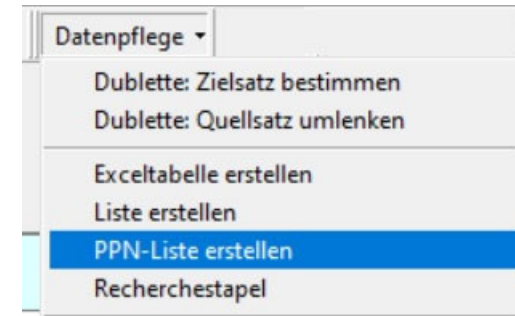 Datenpflege
Dublette: Zielsatz bestimmen
Dublette: Quellsatz umlenken
Exceltabelle erstellen
Liste erstellen
PPN-Liste erstellen
Recherchestapel